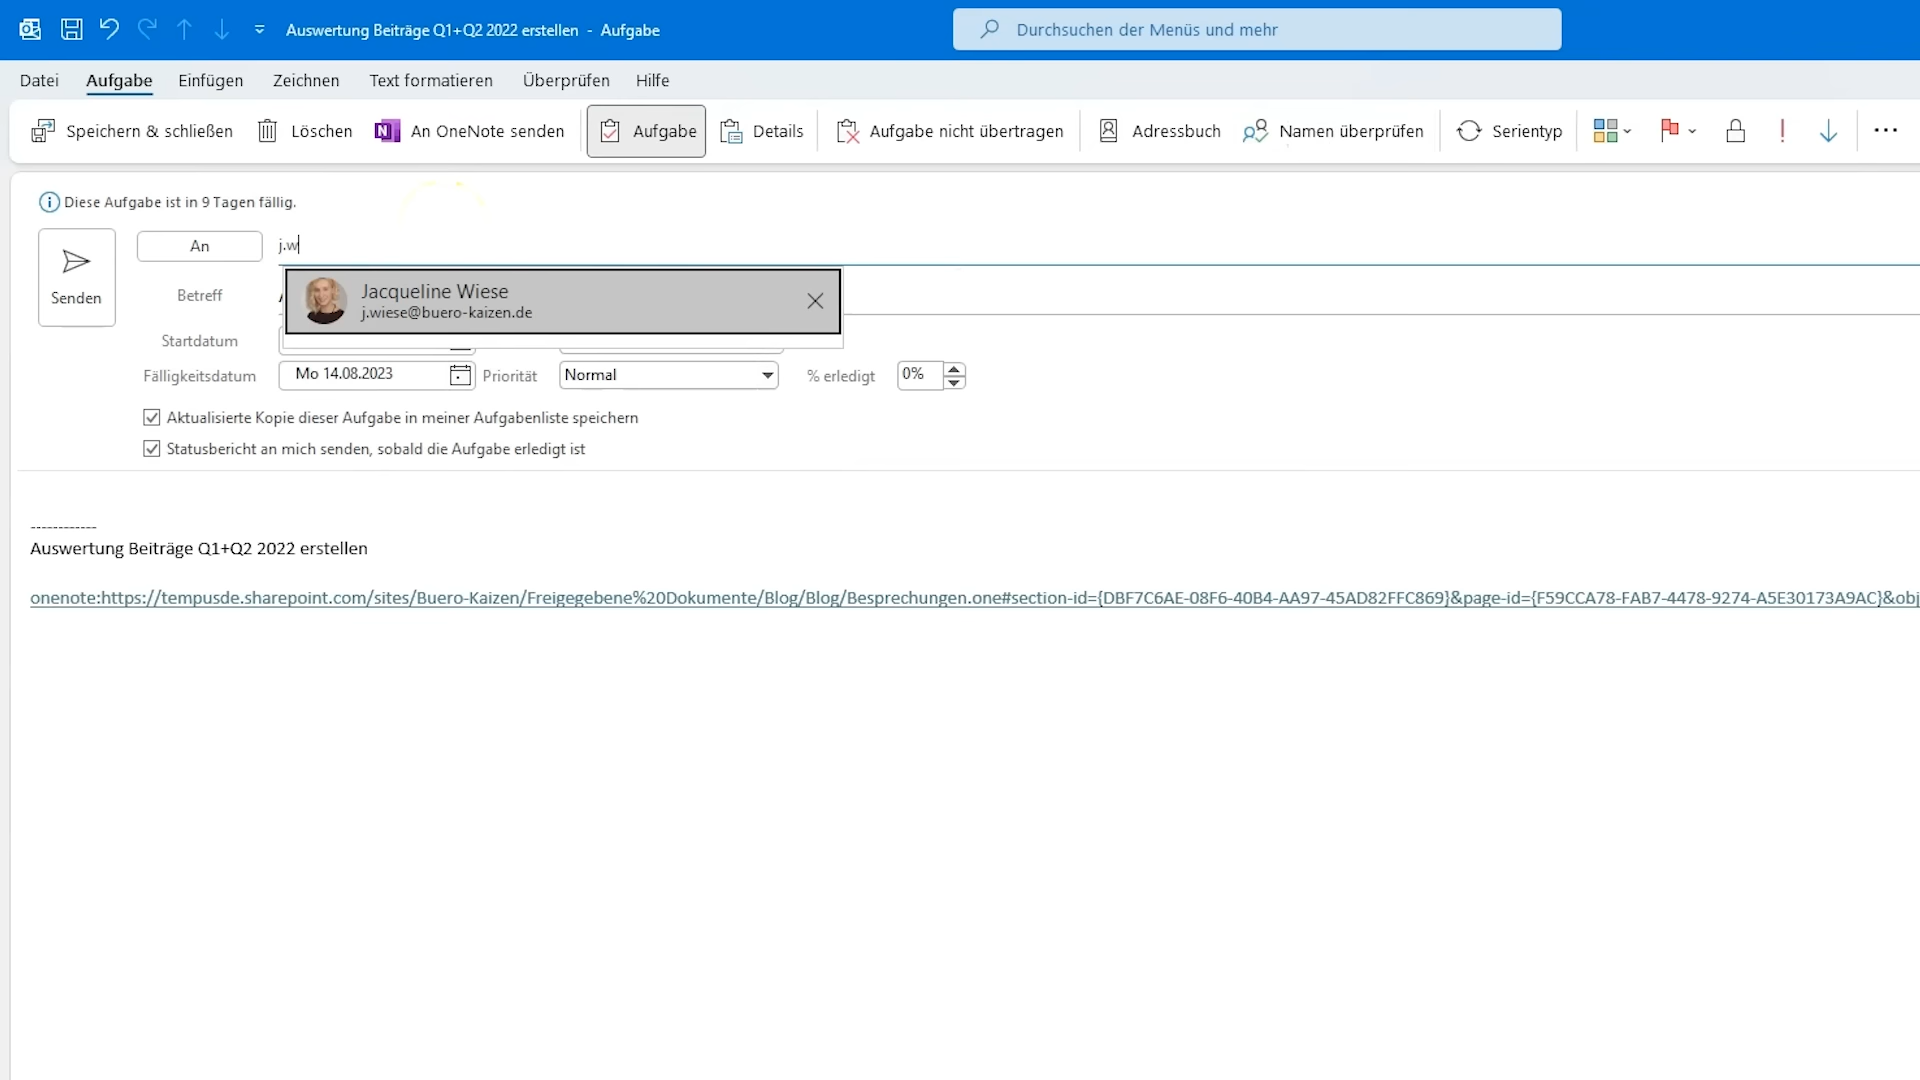 Auswertung Beiträge Q1+Q2 2022 erstellen - Aufgabe
Durchsuchen der Menüs und mehr
Datei Aufgabe Einfügen Zeichnen Text formatieren Überprüfen Hilfe
Speichern & schließen Löschen An OneNote senden Aufgabe Details Aufgabe nicht übertragen Adressbuch Namen überprüfen Serientyp
Diese Aufgabe ist in 9 Tagen fällig.
Senden
An j.w
Jacqueline Wiese
j.wiese@buero-kaizen.de
Betreff
Startdatum
Fälligkeitsdatum Mo 14.08.2023 Priorität Normal % erledigt 0%
Aktualisierte Kopie dieser Aufgabe in meiner Aufgabenliste speichern
Statusbericht an mich senden, sobald die Aufgabe erledigt ist
------------
Auswertung Beiträge Q1+Q2 2022 erstellen
onenote:https://tempusde.sharepoint.com/sites/Buero-Kaizen/Freigegebene%20Dokumente/Blog/Blog/Besprechungen.one#section-id={DBF7C6AE-08F6-40B4-AA97-45AD82FFC869}&page-id={F59CCA78-FAB7-4478-9274-A5E30173A9AC}&obj